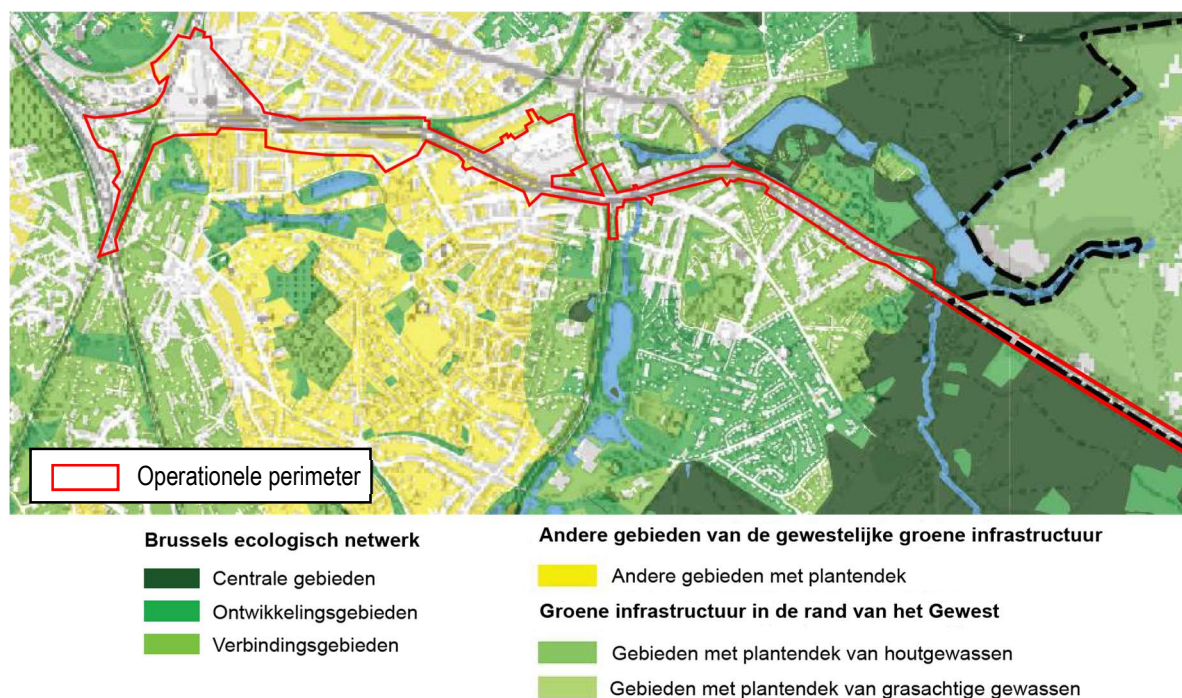 Operationele perimeter
Brussels ecologisch netwerk
Centrale gebieden
Ontwikkelingsgebieden
Verbindingsgebieden
Andere gebieden van de gewestelijke groene infrastructuur
Andere gebieden met plantendek
Groene infrastructuur in de rand van het Gewest
Gebieden met plantendek van houtgewassen
Gebieden met plantendek van grasachtige gewassen